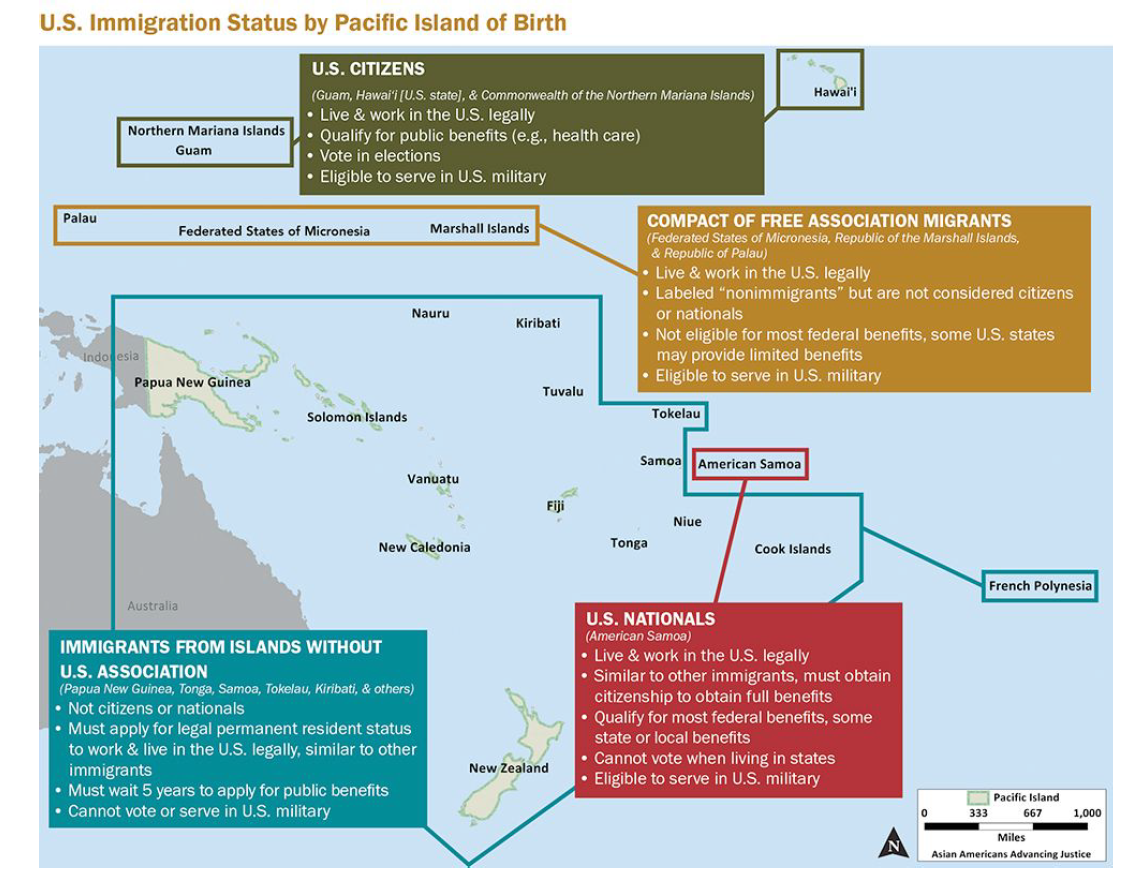 U.S. Immigration Status by Pacific Island of Birth
U.S. CITIZENS
(Guam, Hawai‘i [U.S. state], & Commonwealth of the Northern Mariana Islands)
• Live & work in the U.S. legally
• Qualify for public benefits (e.g., health care)
• Vote in elections
• Eligible to serve in U.S. military
Hawai'i
Northern Mariana Islands
Guam
Palau
Federated States of Micronesia
Marshall Islands
COMPACT OF FREE ASSOCIATION MIGRANTS
(Federated States of Micronesia, Republic of the Marshall Islands,
& Republic of Palau)
• Live & work in the U.S. legally
• Labeled “nonimmigrants” but are not considered citizens
or nationals
• Not eligible for most federal benefits, some U.S. states
may provide limited benefits
• Eligible to serve in U.S. military
Nauru
Kiribati
Indonesia
Papua New Guinea
Tuvalu
Solomon Islands
Tokelau
Samoa
American Samoa
Vanuatu
Fiji
Niue
New Caledonia
Tonga
Cook Islands
French Polynesia
Australia
IMMIGRANTS FROM ISLANDS WITHOUT
U.S. ASSOCIATION
(Papua New Guinea, Tonga, Samoa, Tokelau, Kiribati, & others)
• Not citizens or nationals
• Must apply for legal permanent resident status
to work & live in the U.S. legally, similar to other
immigrants
• Must wait 5 years to apply for public benefits
• Cannot vote or serve in U.S. military
U.S. NATIONALS
(American Samoa)
• Live & work in the U.S. legally
• Similar to other immigrants, must obtain
citizenship to obtain full benefits
• Qualify for most federal benefits, some
state or local benefits
• Cannot vote when living in states
• Eligible to serve in U.S. military
New Zealand
N
Pacific Island
0 333 667 1,000
Miles
Asian Americans Advancing Justice